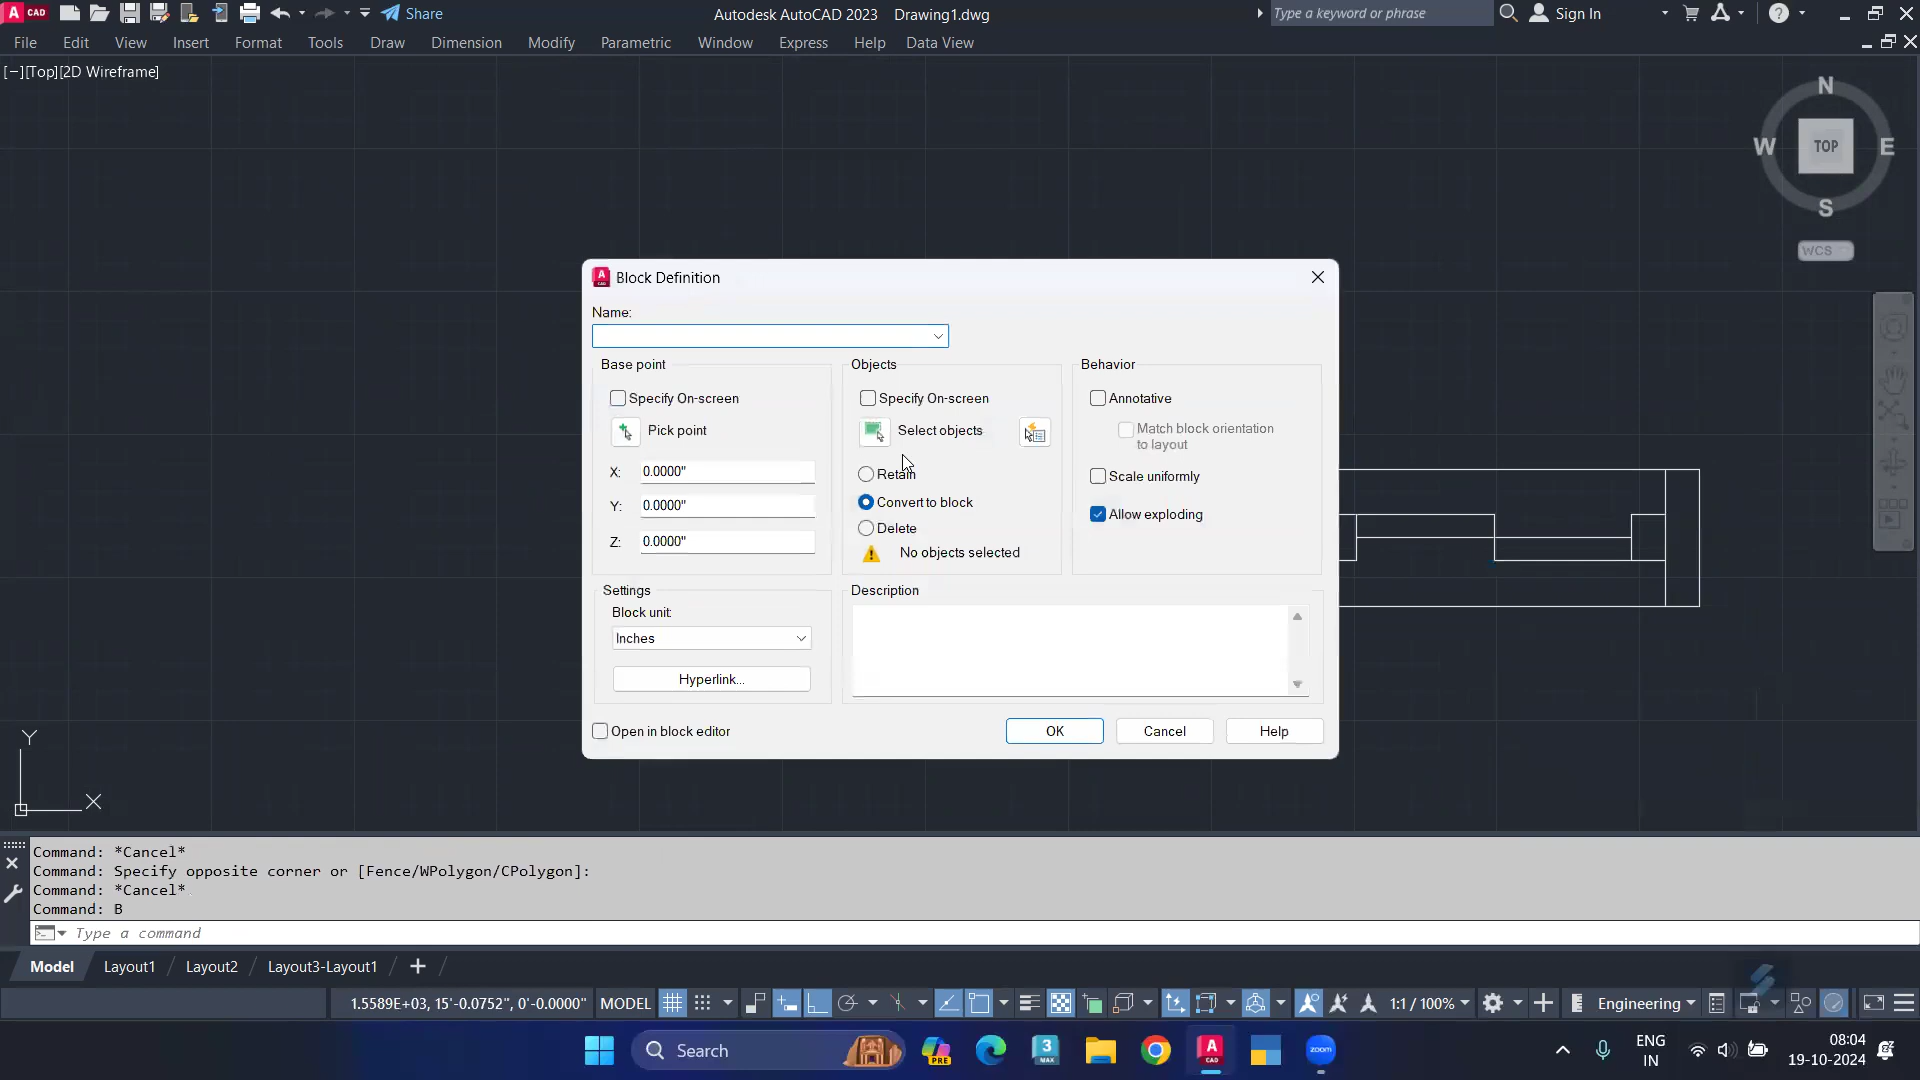 A CAD
Share
Autodesk AutoCAD 2023 Drawing1.dwg
Type a keyword or phrase
Sign In
File Edit View Insert Format Tools Draw Dimension Modify Parametric Window Express Help Data View
[−][Top][2D Wireframe]
N
W TOP E
S
WCS
Block Definition
Name:
Base point
Specify On-screen
Pick point
X: 0.0000"
Y: 0.0000"
Z: 0.0000"
Objects
Specify On-screen
Select objects
Retain
Convert to block
Delete
No objects selected
Behavior
Annotative
Match block orientation
to layout
Scale uniformly
Allow exploding
Settings
Block unit:
Inches
Hyperlink...
Description
Open in block editor
OK Cancel Help
Y
X
Command: *Cancel*
Command: Specify opposite corner or [Fence/WPolygon/CPolygon]:
Command: *Cancel*
Command: B
Type a command
Model Layout1 Layout2 Layout3-Layout1
1.5589E+03, 15'-0.0752", 0'-0.0000" MODEL 1:1 / 100% Engineering
Search
PRE
3
MAX
A
CAD
zoom
ENG
IN
08:04
19-10-2024